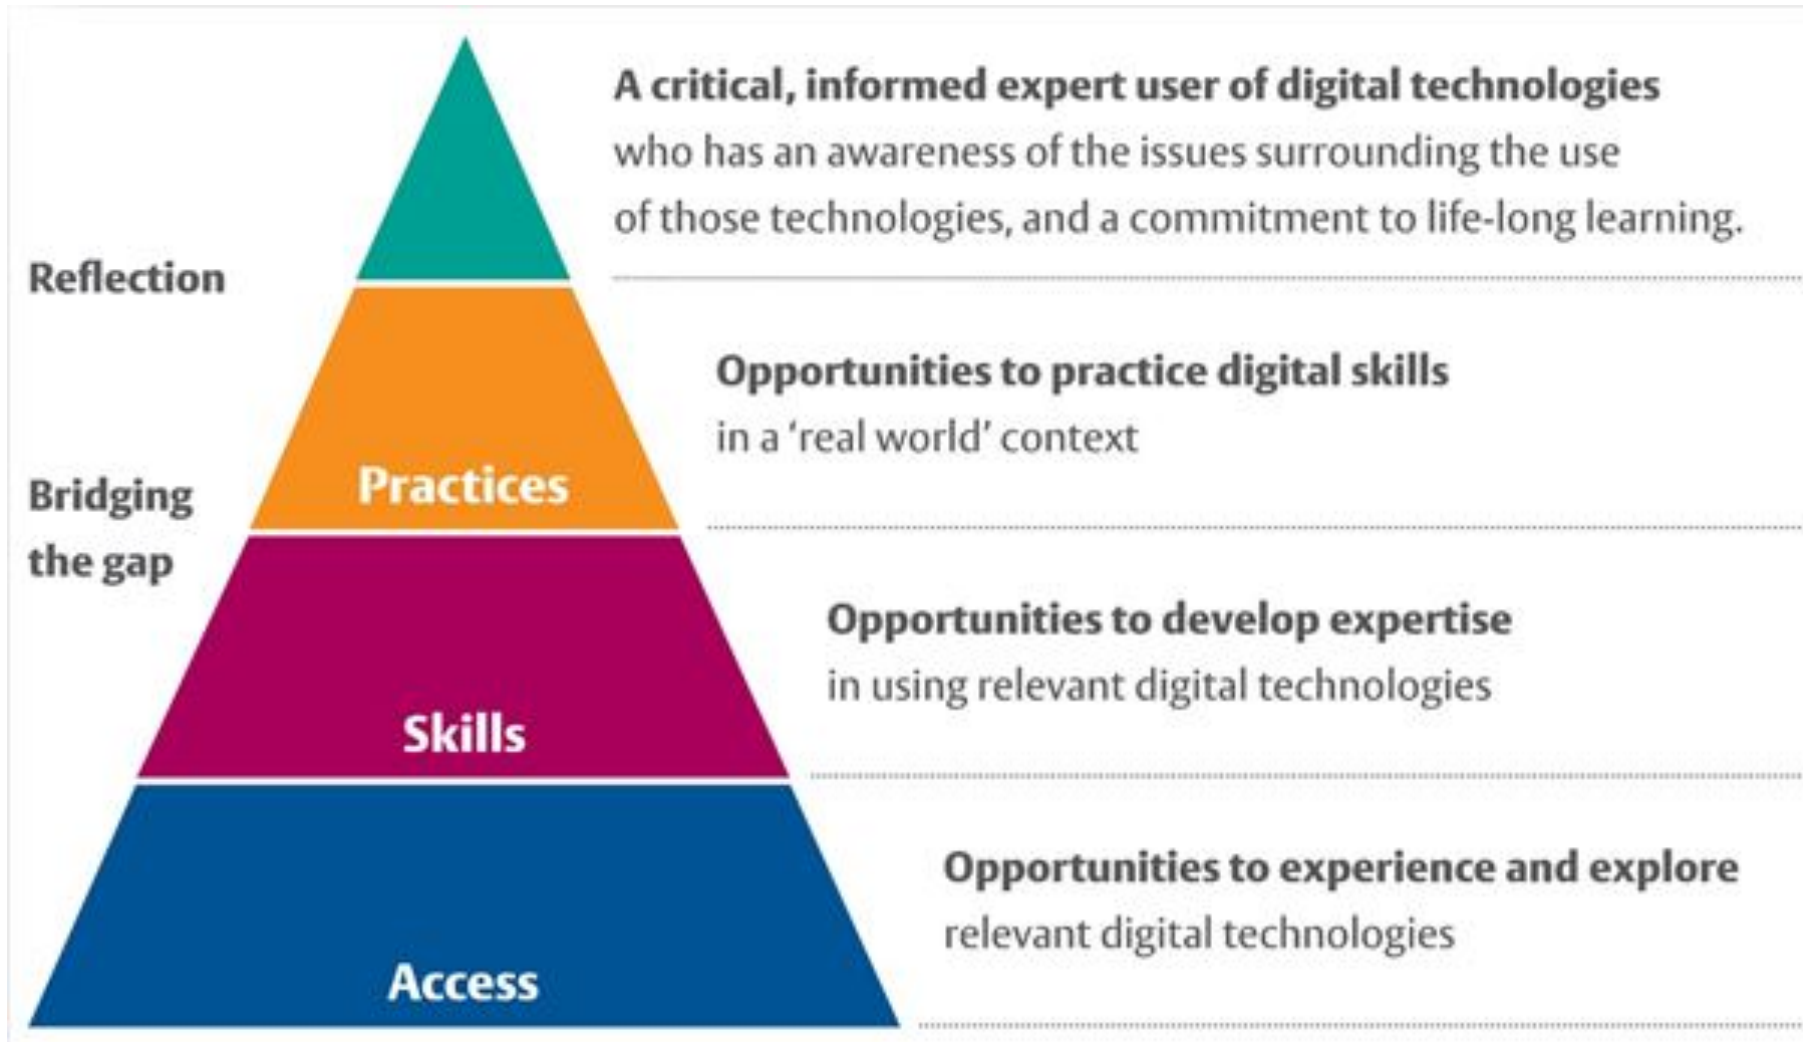 A critical, informed expert user of digital technologies
who has an awareness of the issues surrounding the use
of those technologies, and a commitment to life-long learning.
Reflection
Opportunities to practice digital skills
in a ‘real world’ context
Practices
Bridging
the gap
Opportunities to develop expertise
in using relevant digital technologies
Skills
Opportunities to experience and explore
relevant digital technologies
Access